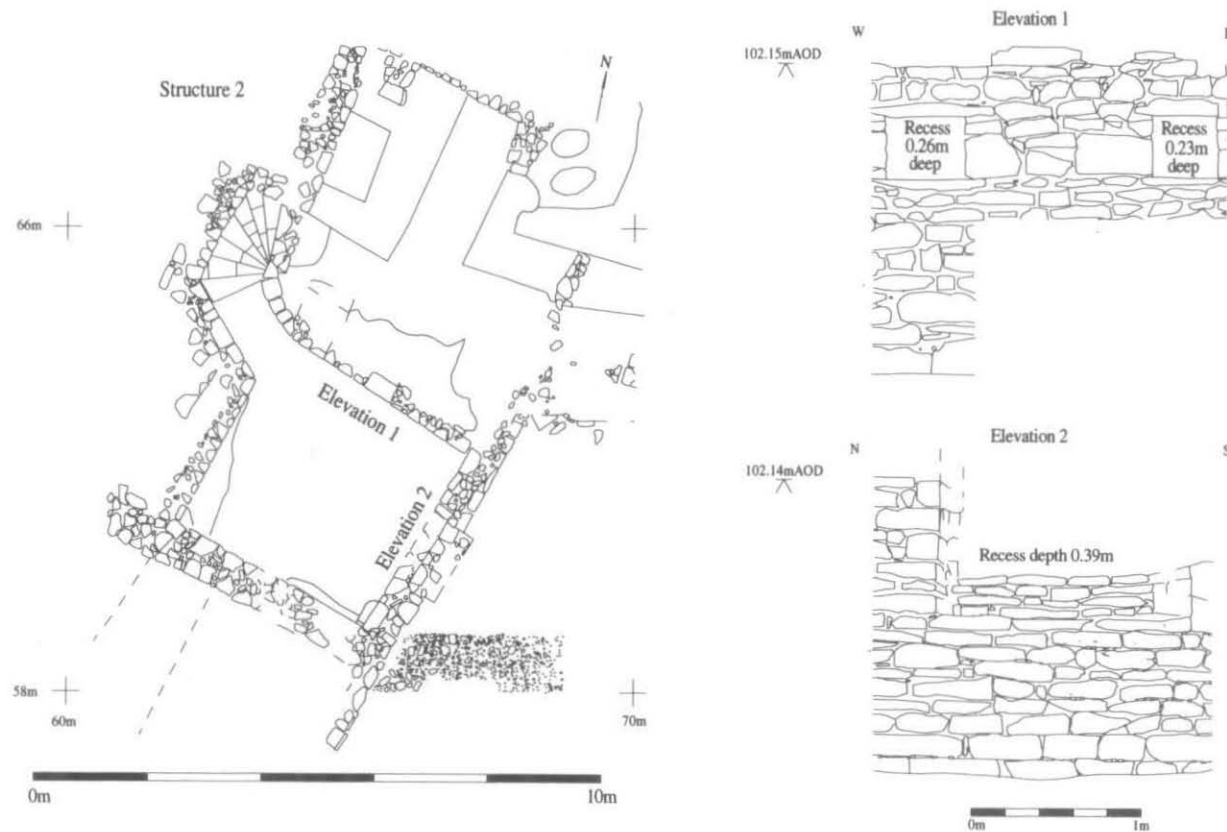 Structure 2
N
66m
Elevation 1
Elevation 2
58m
60m
70m
0m
10m
Elevation 1
W
102.15mAOD
Recess
0.26m
deep
Recess
0.23m
deep
Elevation 2
N
S
102.14mAOD
Recess depth 0.39m
0m
1m